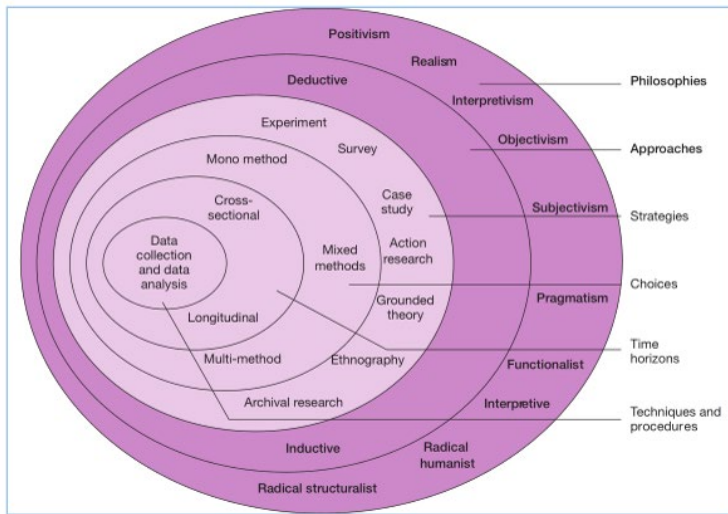 Positivism
Realism
Philosophies
Deductive
Interpretivism
Experiment
Objectivism
Approaches
Survey
Mono method
Case
study
Subjectivism
Strategies
Cross-
sectional
Data
collection
and data
analysis
Mixed
methods
Action
research
Choices
Grounded
theory
Pragmatism
Longitudinal
Time
horizons
Multi-method
Ethnography
Functionalist
Archival research
Interpretive
Techniques and
procedures
Inductive
Radical
humanist
Radical structuralist